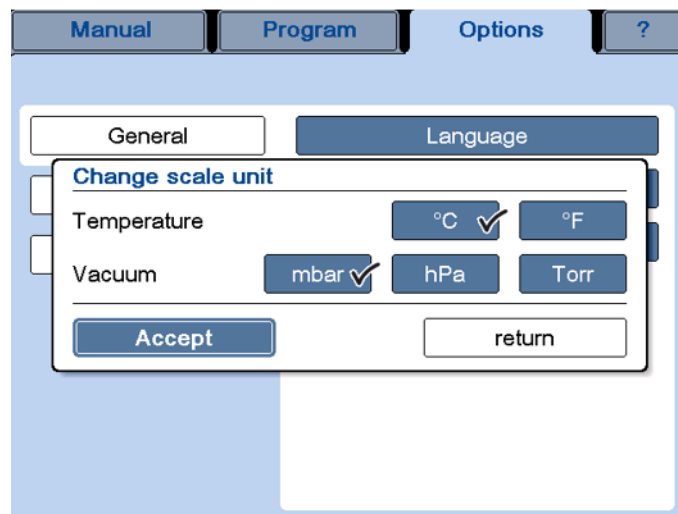 Manual Program Options ?
General Language
Change scale unit
Temperature °C °F
Vacuum mbar hPa Torr
Accept return